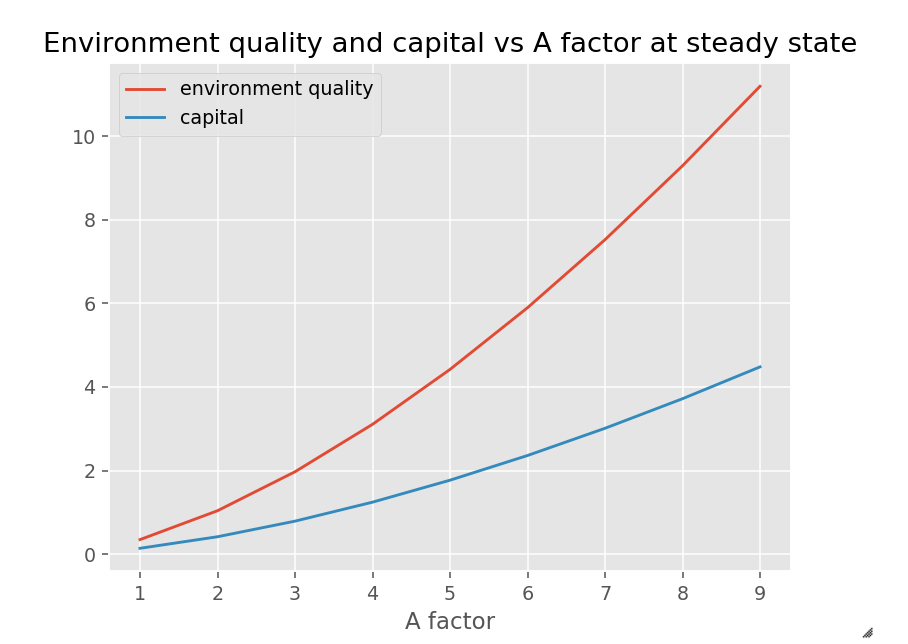 Environment quality and capital vs A factor at steady state
environment quality
capital
10
8
6
4
2
0
1 2 3 4 5 6 7 8 9
A factor